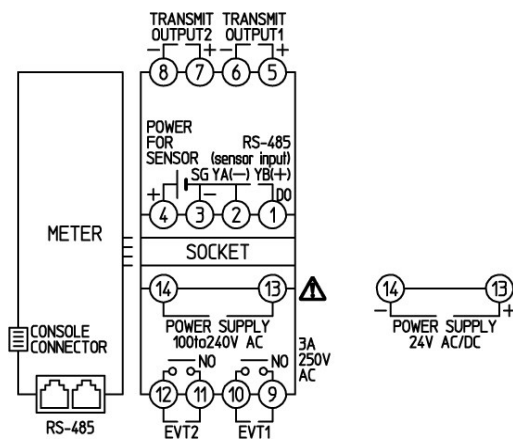 TRANSMIT TRANSMIT
OUTPUT2 OUTPUT1
− + − +
8 7 6 5
POWER
FOR
SENSOR
RS-485
(sensor input)
SG YA(−) YB(+)
+ − DO
4 3 2 1
METER
SOCKET
14 13
14 13
POWER SUPPLY
100to240V AC
− +
POWER SUPPLY
24V AC/DC
CONSOLE
CONNECTOR
3A
250V
AC
NO NO
12 11 10 9
RS-485
EVT2 EVT1